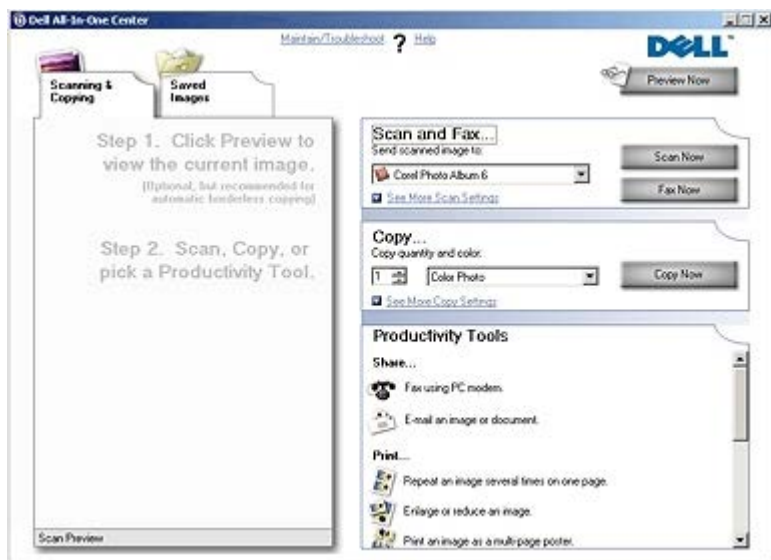 Dell All-In-One Center
Maintain/Troubleshoot ? Help
DELL™
Preview Now
Scanning &
Copying
Saved
Images
Step 1. Click Preview to
view the current image.
(Optional, but recommended for
automatic borderless copying)
Step 2. Scan, Copy, or
pick a Productivity Tool.
Scan Preview
Scan and Fax...
Send scanned image to:
Corel Photo Album 6
See More Scan Settings
Scan Now
Fax Now
Copy...
Copy quantity and color.
1 Color Photo
See More Copy Settings
Copy Now
Productivity Tools
Share...
Fax using PC modem.
E-mail an image or document.
Print...
Repeat an image several times on one page.
Enlarge or reduce an image.
Print an image as a multi-page poster.